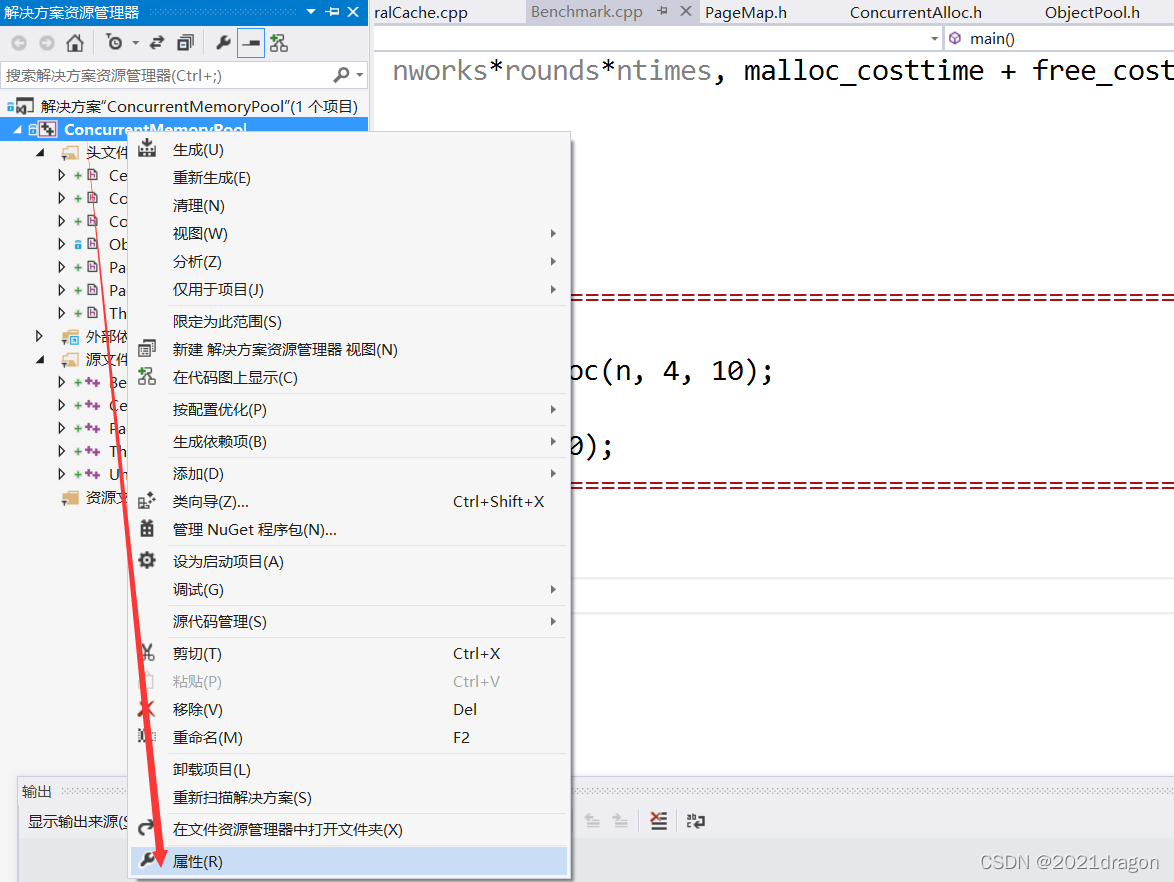 解决方案资源管理器
ralCache.cpp
Benchmark.cpp
PageMap.h
ConcurrentAlloc.h
ObjectPool.h
main()
搜索解决方案资源管理器(Ctrl+;)
nworks*rounds*ntimes, malloc_costtime + free_cost
解决方案“ConcurrentMemoryPool”(1 个项目)
ConcurrentMemoryPool
头文件
Ce
Co
Co
Ob
Pa
Pa
Th
外部依
源文件
Be
Ce
Pa
Th
Un
资源文
生成(U)
重新生成(E)
清理(N)
视图(W)
分析(Z)
仅用于项目(J)
限定为此范围(S)
新建 解决方案资源管理器 视图(N)
在代码图上显示(C)
按配置优化(P)
生成依赖项(B)
添加(D)
类向导(Z)... Ctrl+Shift+X
管理 NuGet 程序包(N)...
设为启动项目(A)
调试(G)
源代码管理(S)
剪切(T) Ctrl+X
粘贴(P) Ctrl+V
移除(V) Del
重命名(M) F2
卸载项目(L)
重新扫描解决方案(S)
在文件资源管理器中打开文件夹(X)
属性(R)
==========================================
oc(n, 4, 10);
0);
==========================================
输出
显示输出来源(S
CSDN @2021dragon